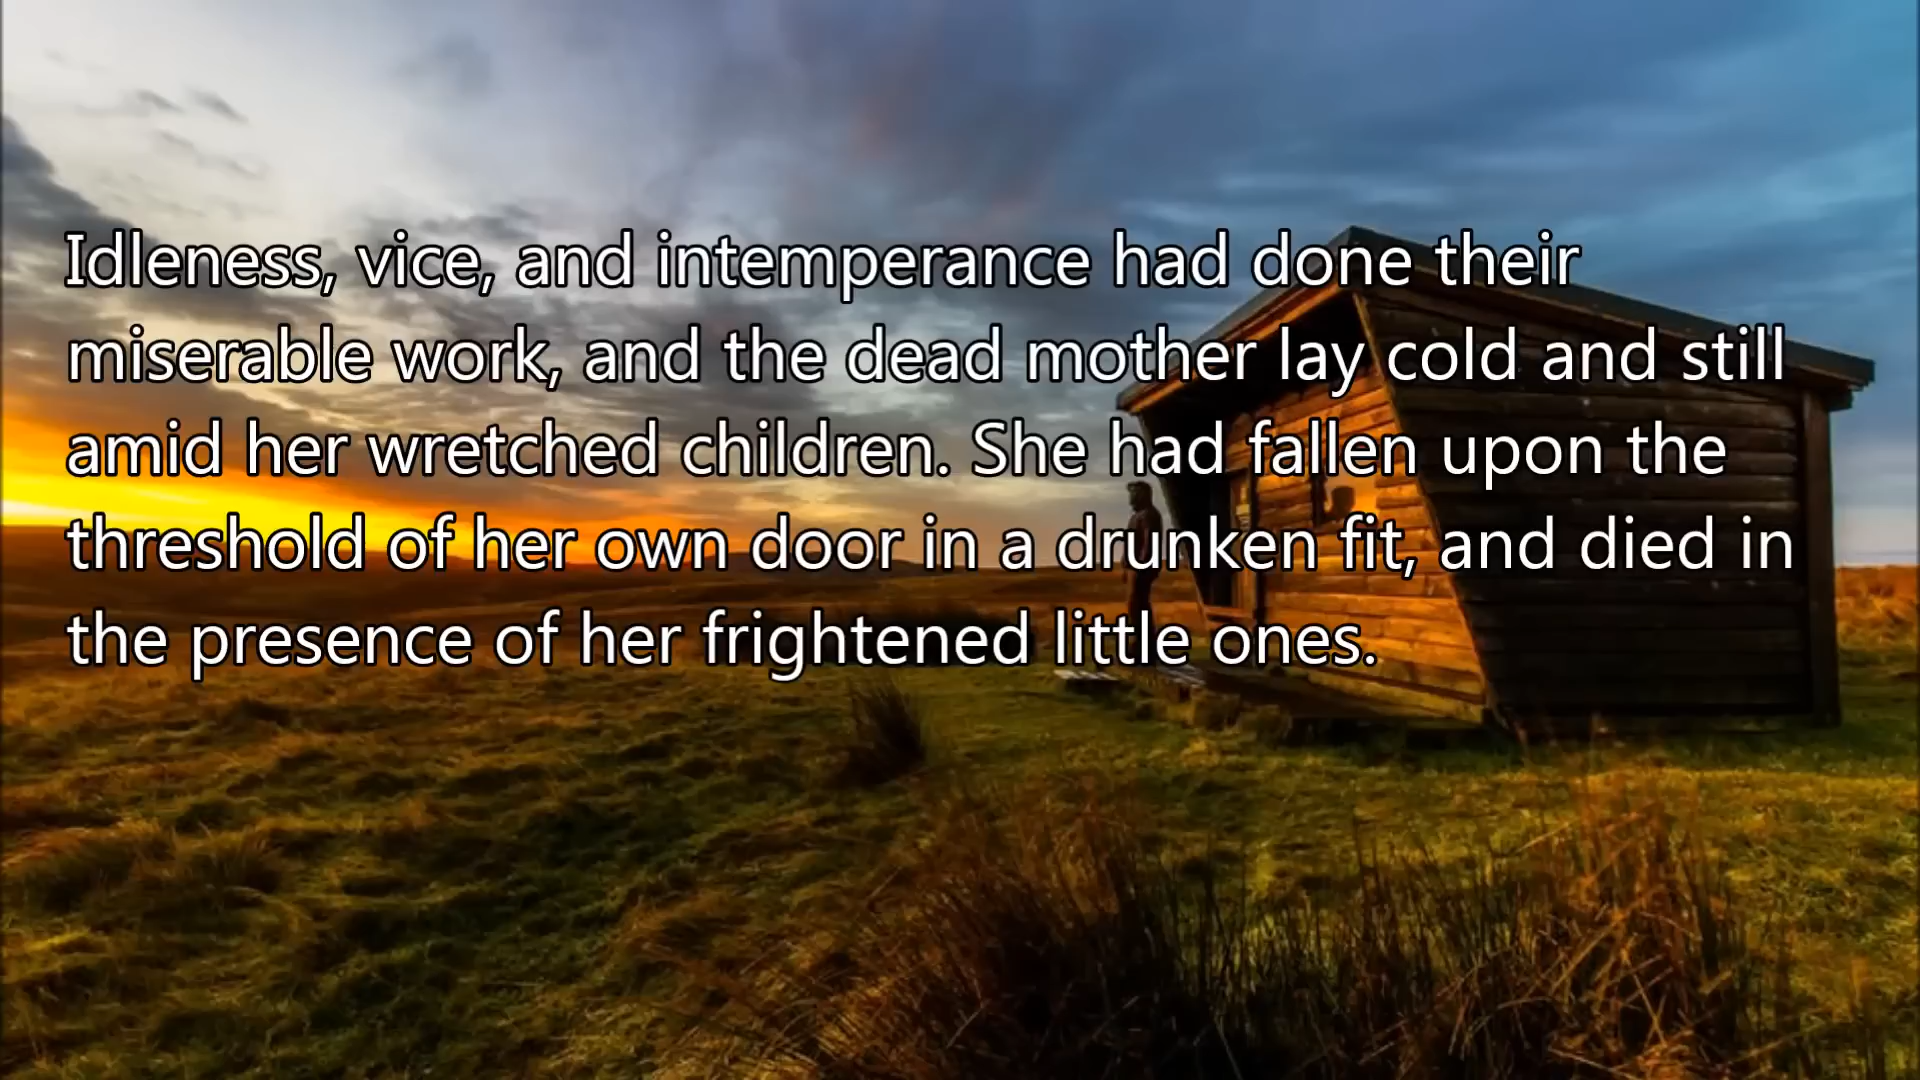 Idleness, vice, and intemperance had done their
miserable work, and the dead mother lay cold and still
amid her wretched children. She had fallen upon the
threshold of her own door in a drunken fit, and died in
the presence of her frightened little ones.